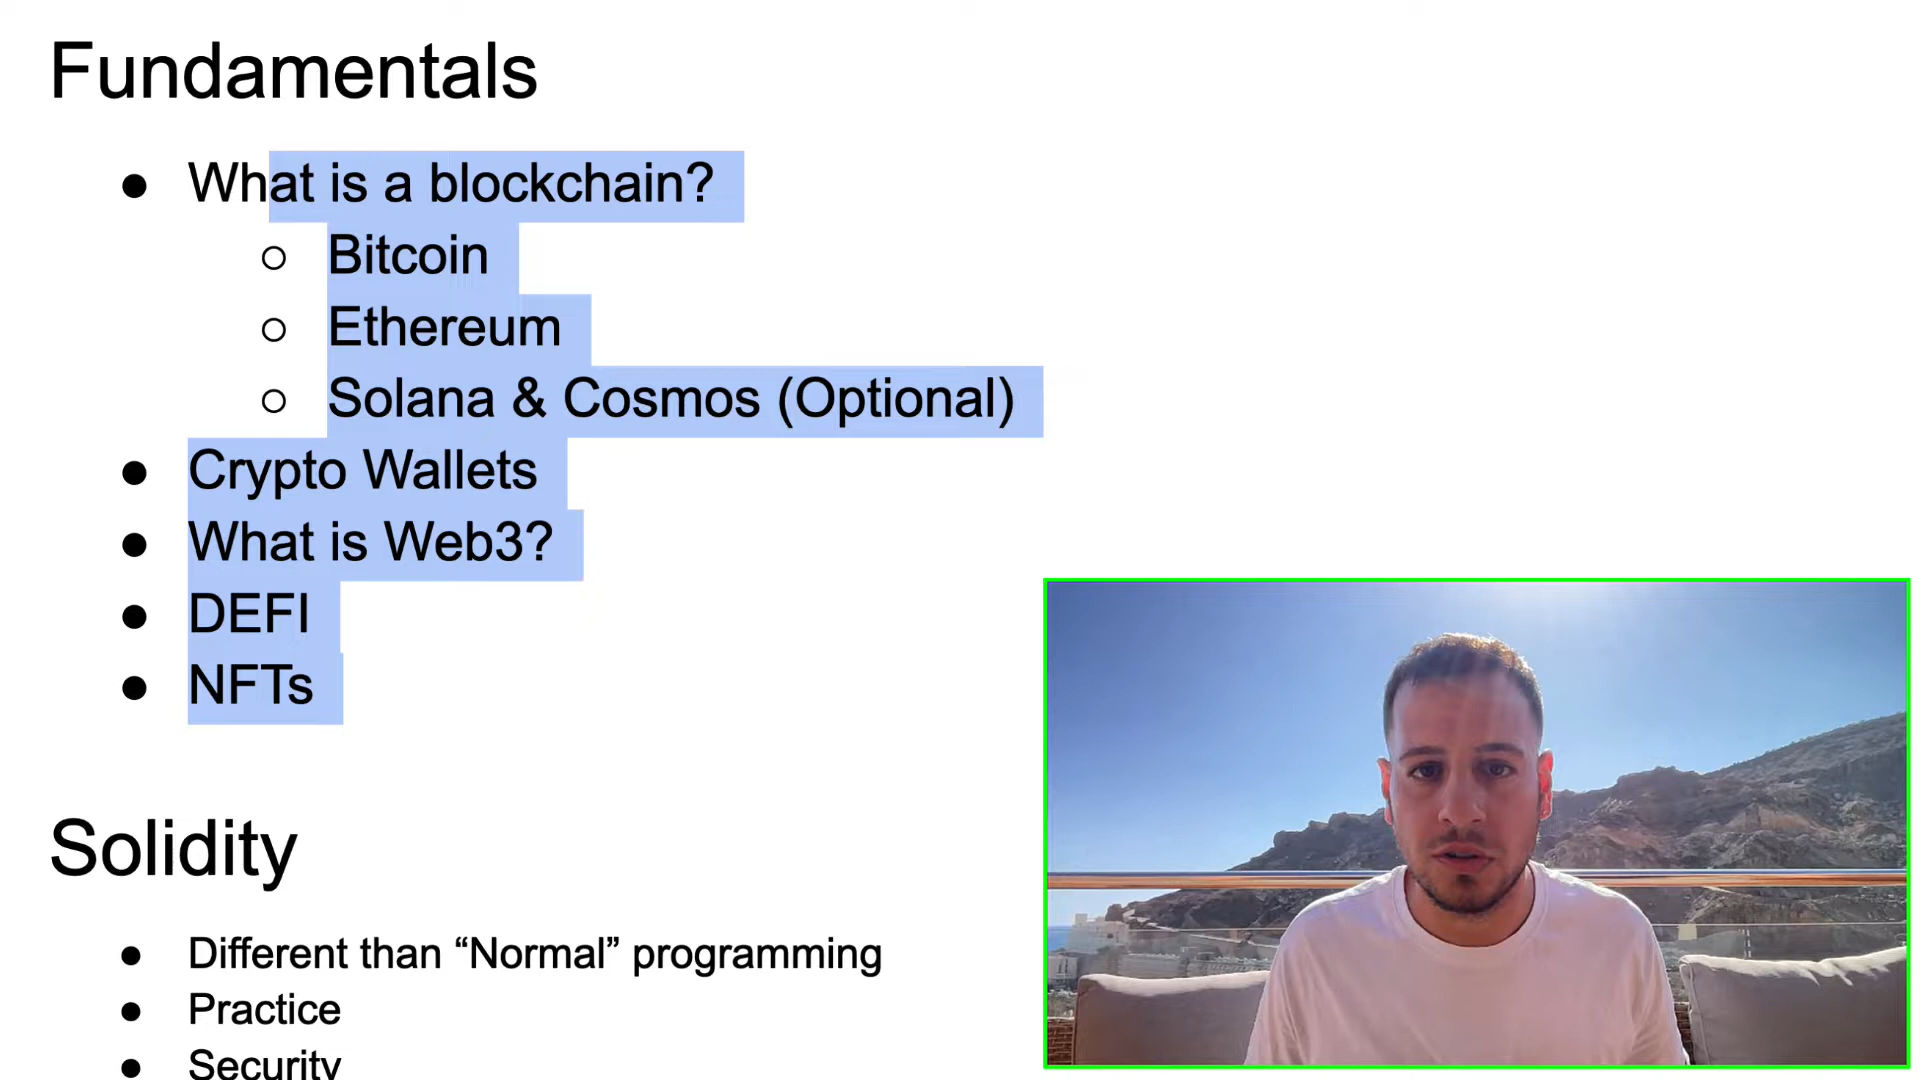 Fundamentals
● What is a blockchain?
○ Bitcoin
○ Ethereum
○ Solana & Cosmos (Optional)
● Crypto Wallets
● What is Web3?
● DEFI
● NFTs
Solidity
● Different than “Normal” programming
● Practice
● Security